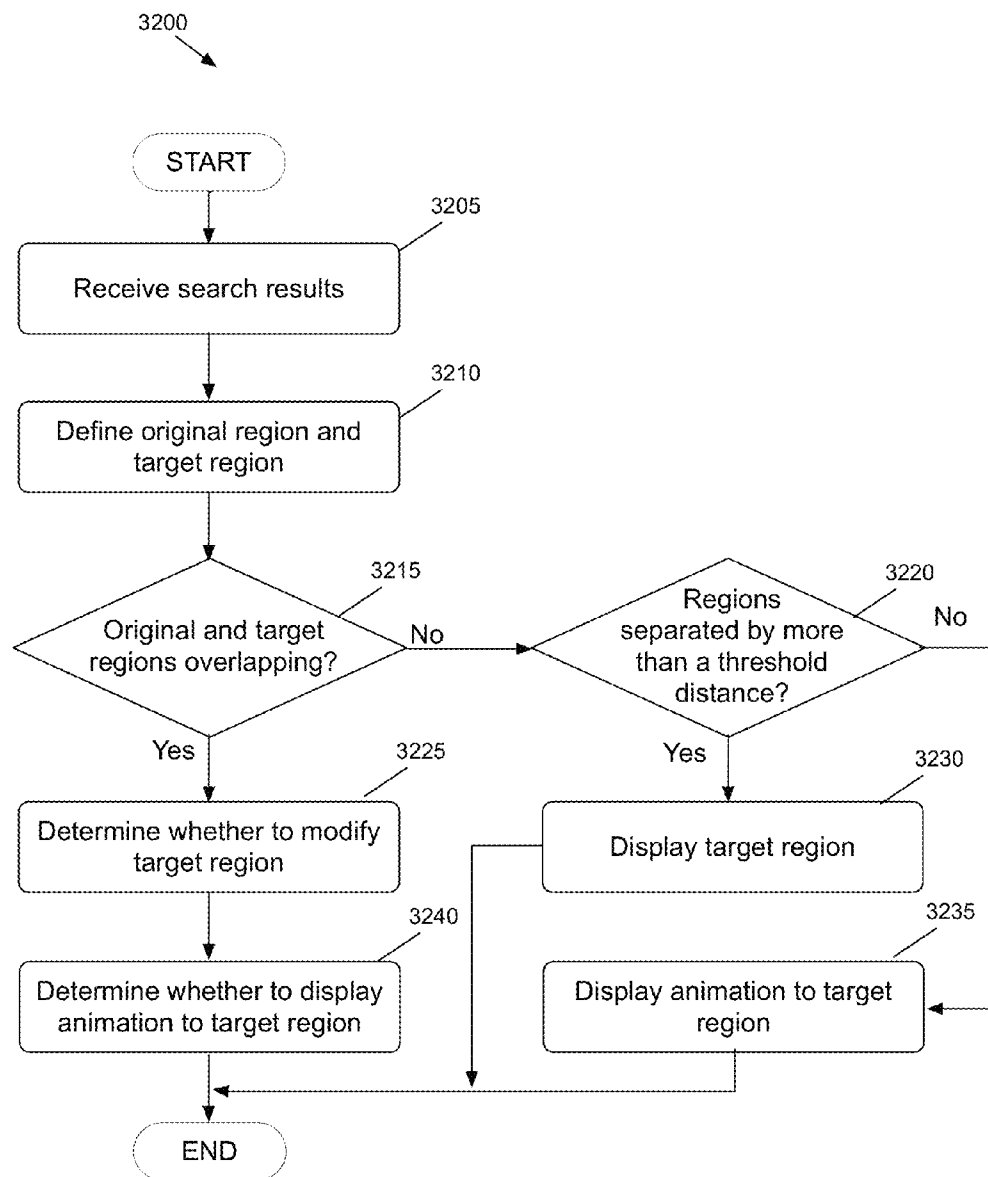 3200
START
3205
Receive search results
3210
Define original region and
target region
3215
Original and target
regions overlapping?
No
Yes
3220
Regions
separated by more
than a threshold
distance?
No
Yes
3225
Determine whether to modify
target region
3230
Display target region
3240
Determine whether to display
animation to target region
3235
Display animation to target
region
END